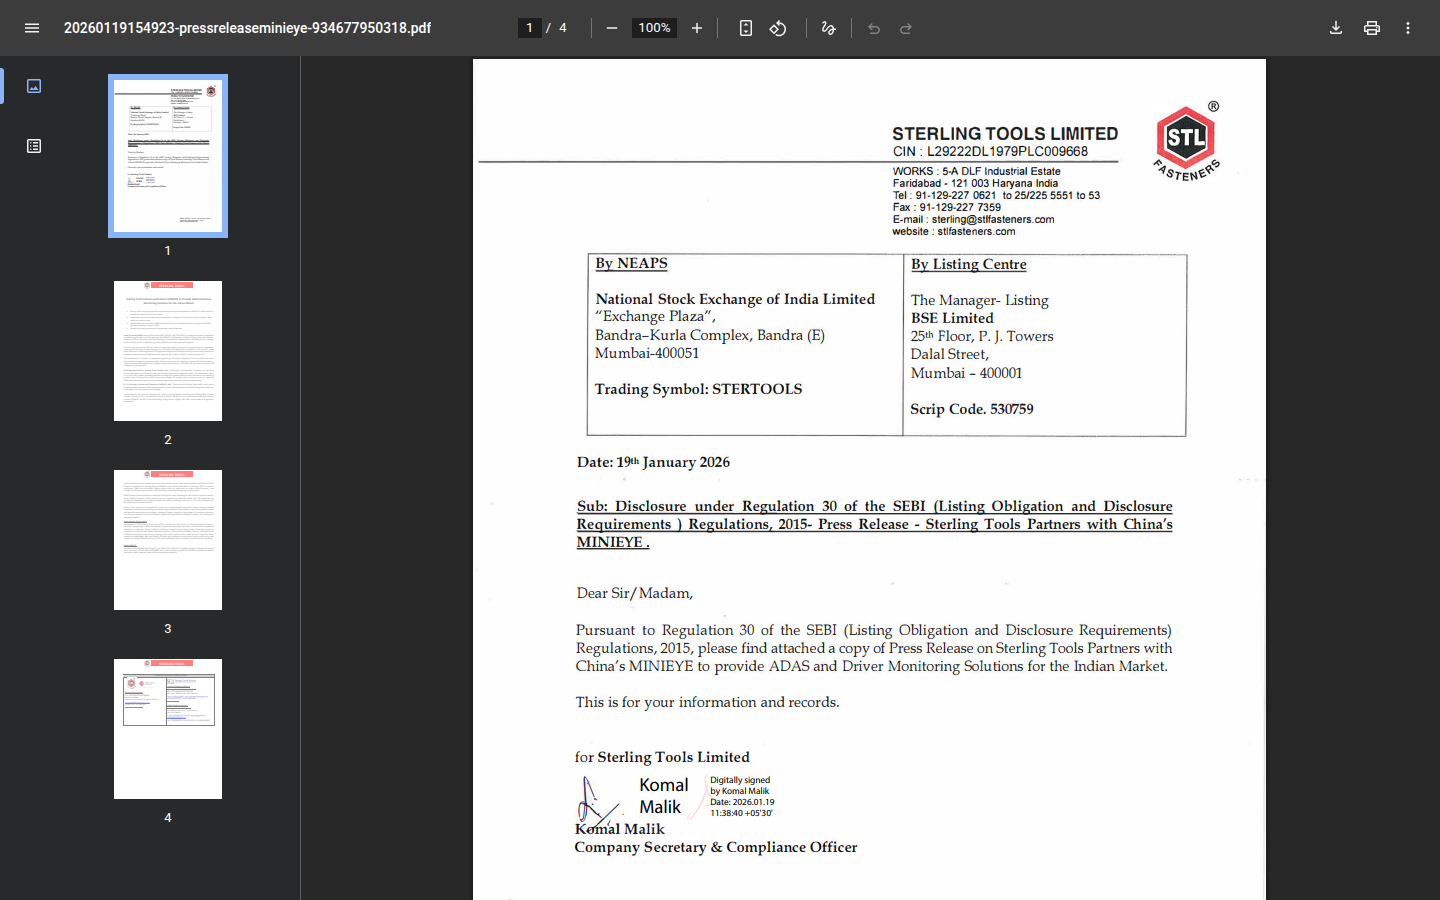 20260119154923-pressreleaseminieye-934677950318.pdf
1 / 4
100%
1
2
3
4
STERLING TOOLS LIMITED
CIN : L29222DL1979PLC009668
WORKS : 5-A DLF Industrial Estate
Faridabad - 121 003 Haryana India
Tel : 91-129-227 0621 to 25/225 5551 to 53
Fax : 91-129-227 7359
E-mail : sterling@stlfasteners.com
website : stlfasteners.com
®
STL
FASTENERS
By NEAPS
National Stock Exchange of India Limited
“Exchange Plaza”,
Bandra–Kurla Complex, Bandra (E)
Mumbai-400051
Trading Symbol: STERTOOLS
By Listing Centre
The Manager- Listing
BSE Limited
25th Floor, P. J. Towers
Dalal Street,
Mumbai – 400001
Scrip Code. 530759
Date: 19th January 2026
Sub: Disclosure under Regulation 30 of the SEBI (Listing Obligation and Disclosure
Requirements ) Regulations, 2015- Press Release - Sterling Tools Partners with China’s
MINIEYE .
Dear Sir/Madam,
Pursuant to Regulation 30 of the SEBI (Listing Obligation and Disclosure Requirements)
Regulations, 2015, please find attached a copy of Press Release on Sterling Tools Partners with
China’s MINIEYE to provide ADAS and Driver Monitoring Solutions for the Indian Market.
This is for your information and records.
for Sterling Tools Limited
Komal
Malik
Digitally signed
by Komal Malik
Date: 2026.01.19
11:38:40 +05'30'
Komal Malik
Company Secretary & Compliance Officer